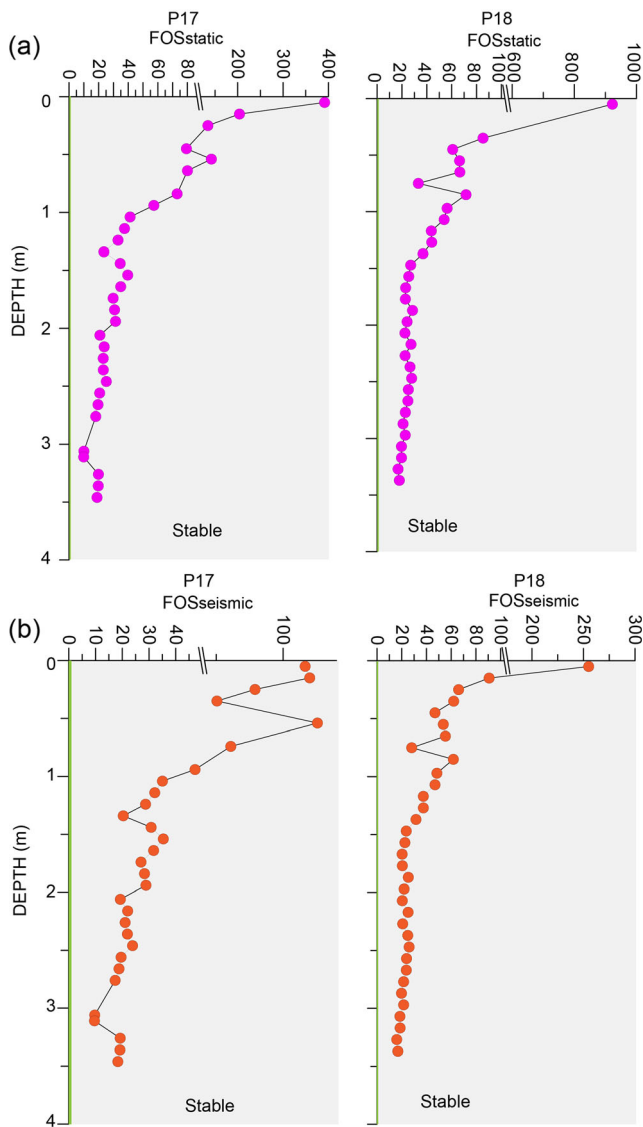 (a)
P17
FOSstatic
0 20 40 60 80 200 300 400
P18
FOSstatic
0 20 40 60 80 100 600 800 1000
0
1
2
3
4
DEPTH (m)
Stable
Stable
(b)
P17
FOSseismic
0 10 20 30 40 100
P18
FOSseismic
0 20 40 60 80 100 200 250 300
0
1
2
3
4
DEPTH (m)
Stable
Stable